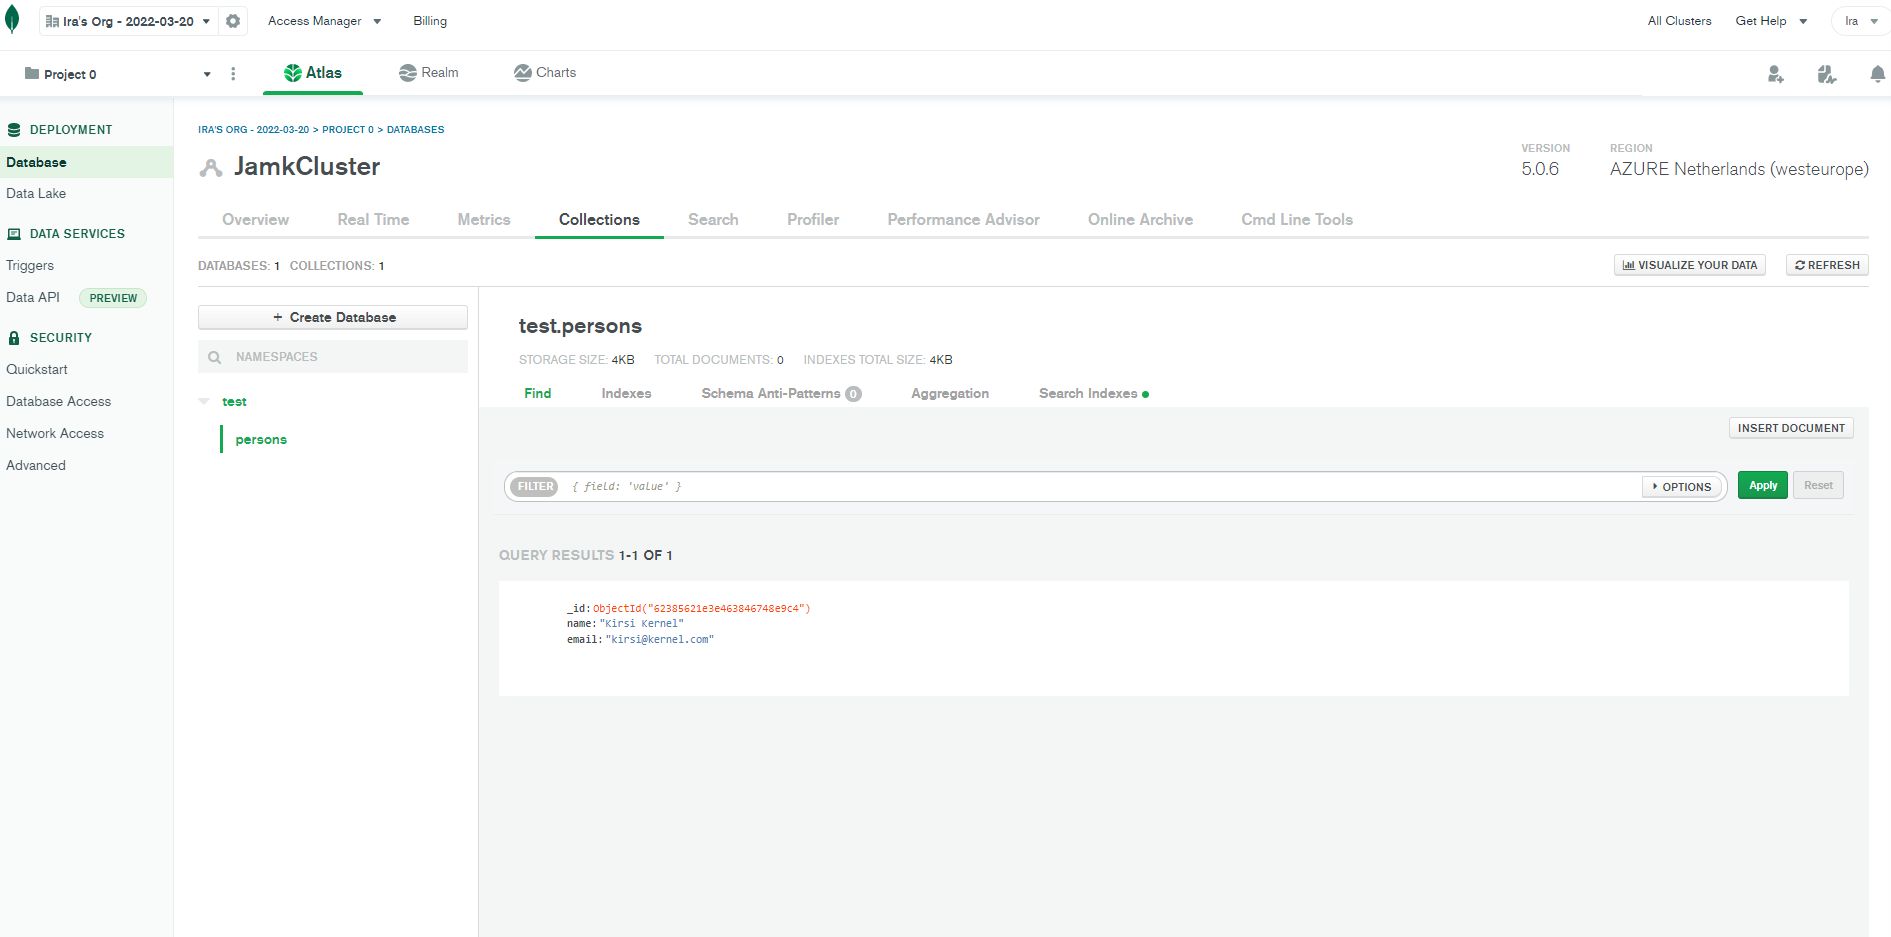 Ira's Org - 2022-03-20
Access Manager
Billing
All Clusters
Get Help
Ira
Project 0
Atlas
Realm
Charts
DEPLOYMENT
Database
Data Lake
DATA SERVICES
Triggers
Data API PREVIEW
SECURITY
Quickstart
Database Access
Network Access
Advanced
IRA'S ORG - 2022-03-20 > PROJECT 0 > DATABASES
JamkCluster
VERSION
5.0.6
REGION
AZURE Netherlands (westeurope)
Overview
Real Time
Metrics
Collections
Search
Profiler
Performance Advisor
Online Archive
Cmd Line Tools
DATABASES: 1 COLLECTIONS: 1
VISUALIZE YOUR DATA
REFRESH
+ Create Database
NAMESPACES
test
persons
test.persons
STORAGE SIZE: 4KB TOTAL DOCUMENTS: 0 INDEXES TOTAL SIZE: 4KB
Find
Indexes
Schema Anti-Patterns 0
Aggregation
Search Indexes
INSERT DOCUMENT
FILTER { field: 'value' }
OPTIONS
Apply
Reset
QUERY RESULTS 1-1 OF 1
_id:ObjectId("62385621e3e463846748e9c4")
name:"Kirsi Kernel"
email:"kirsi@kernel.com"